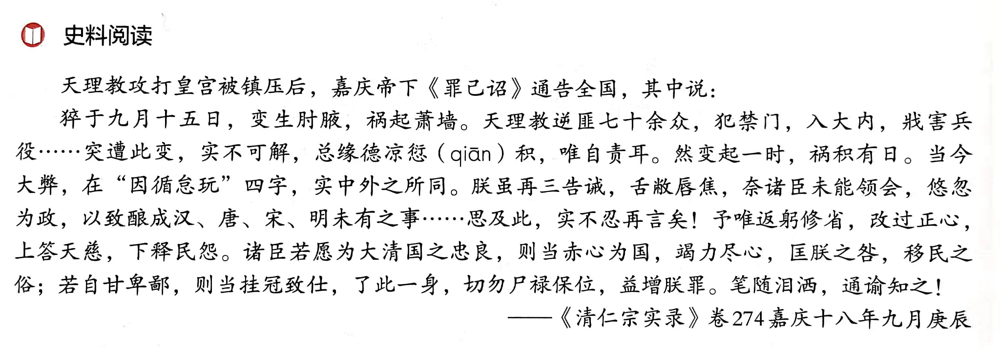 史料阅读
天理教攻打皇宫被镇压后，嘉庆帝下《罪己诏》通告全国，其中说：
猝于九月十五日，变生肘腋，祸起萧墙。天理教逆匪七十余众，犯禁门，入大内，戕害兵
役……突遭此变，实不可解，总缘德凉愆（qiān）积，唯自责耳。然变起一时，祸积有日。当今
大弊，在“因循怠玩”四字，实中外之所同。朕虽再三告诫，舌敝唇焦，奈诸臣未能领会，悠忽
为政，以致酿成汉、唐、宋、明未有之事……思及此，实不忍再言矣！予唯返躬修省，改过正心，
上答天慈，下释民怨。诸臣若愿为大清国之忠良，则当赤心为国，竭力尽心，匡朕之咎，移民之
俗；若自甘卑鄙，则当挂冠致仕，了此一身，切勿尸禄保位，益增朕罪。笔随泪洒，通谕知之！
——《清仁宗实录》卷274嘉庆十八年九月庚辰